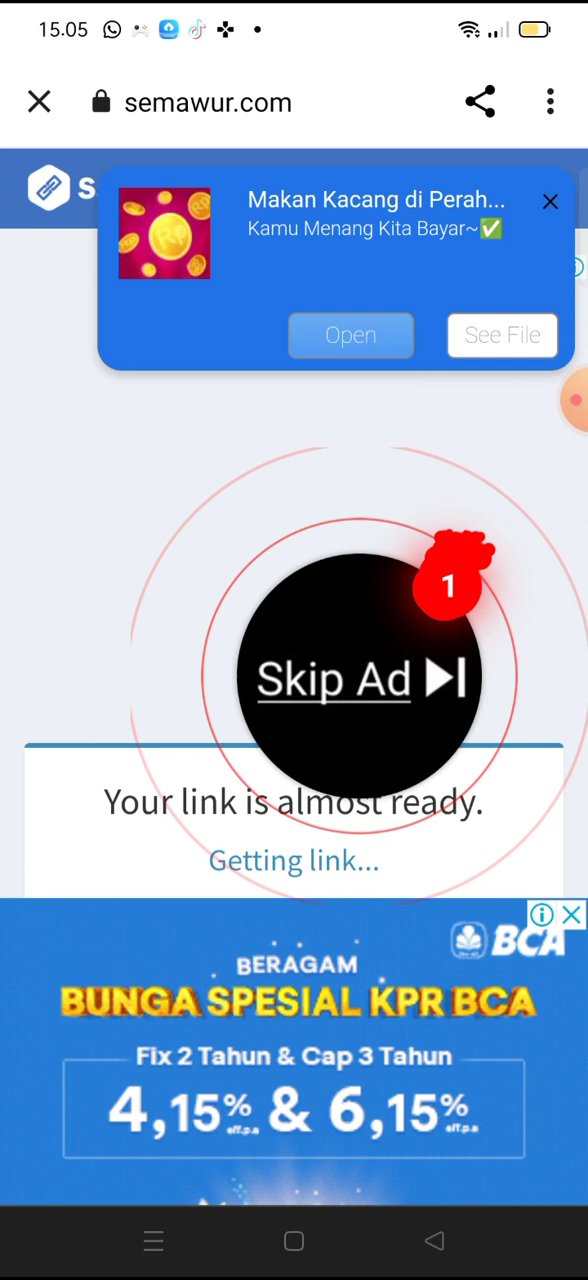 15.05
semawur.com
S
Makan Kacang di Perah...
Kamu Menang Kita Bayar~✅
Open
See File
1
Skip Ad
Your link is almost ready.
Getting link...
BCA
BERAGAM
BUNGA SPESIAL KPR BCA
Fix 2 Tahun & Cap 3 Tahun
4,15% eff.p.a & 6,15% eff.p.a